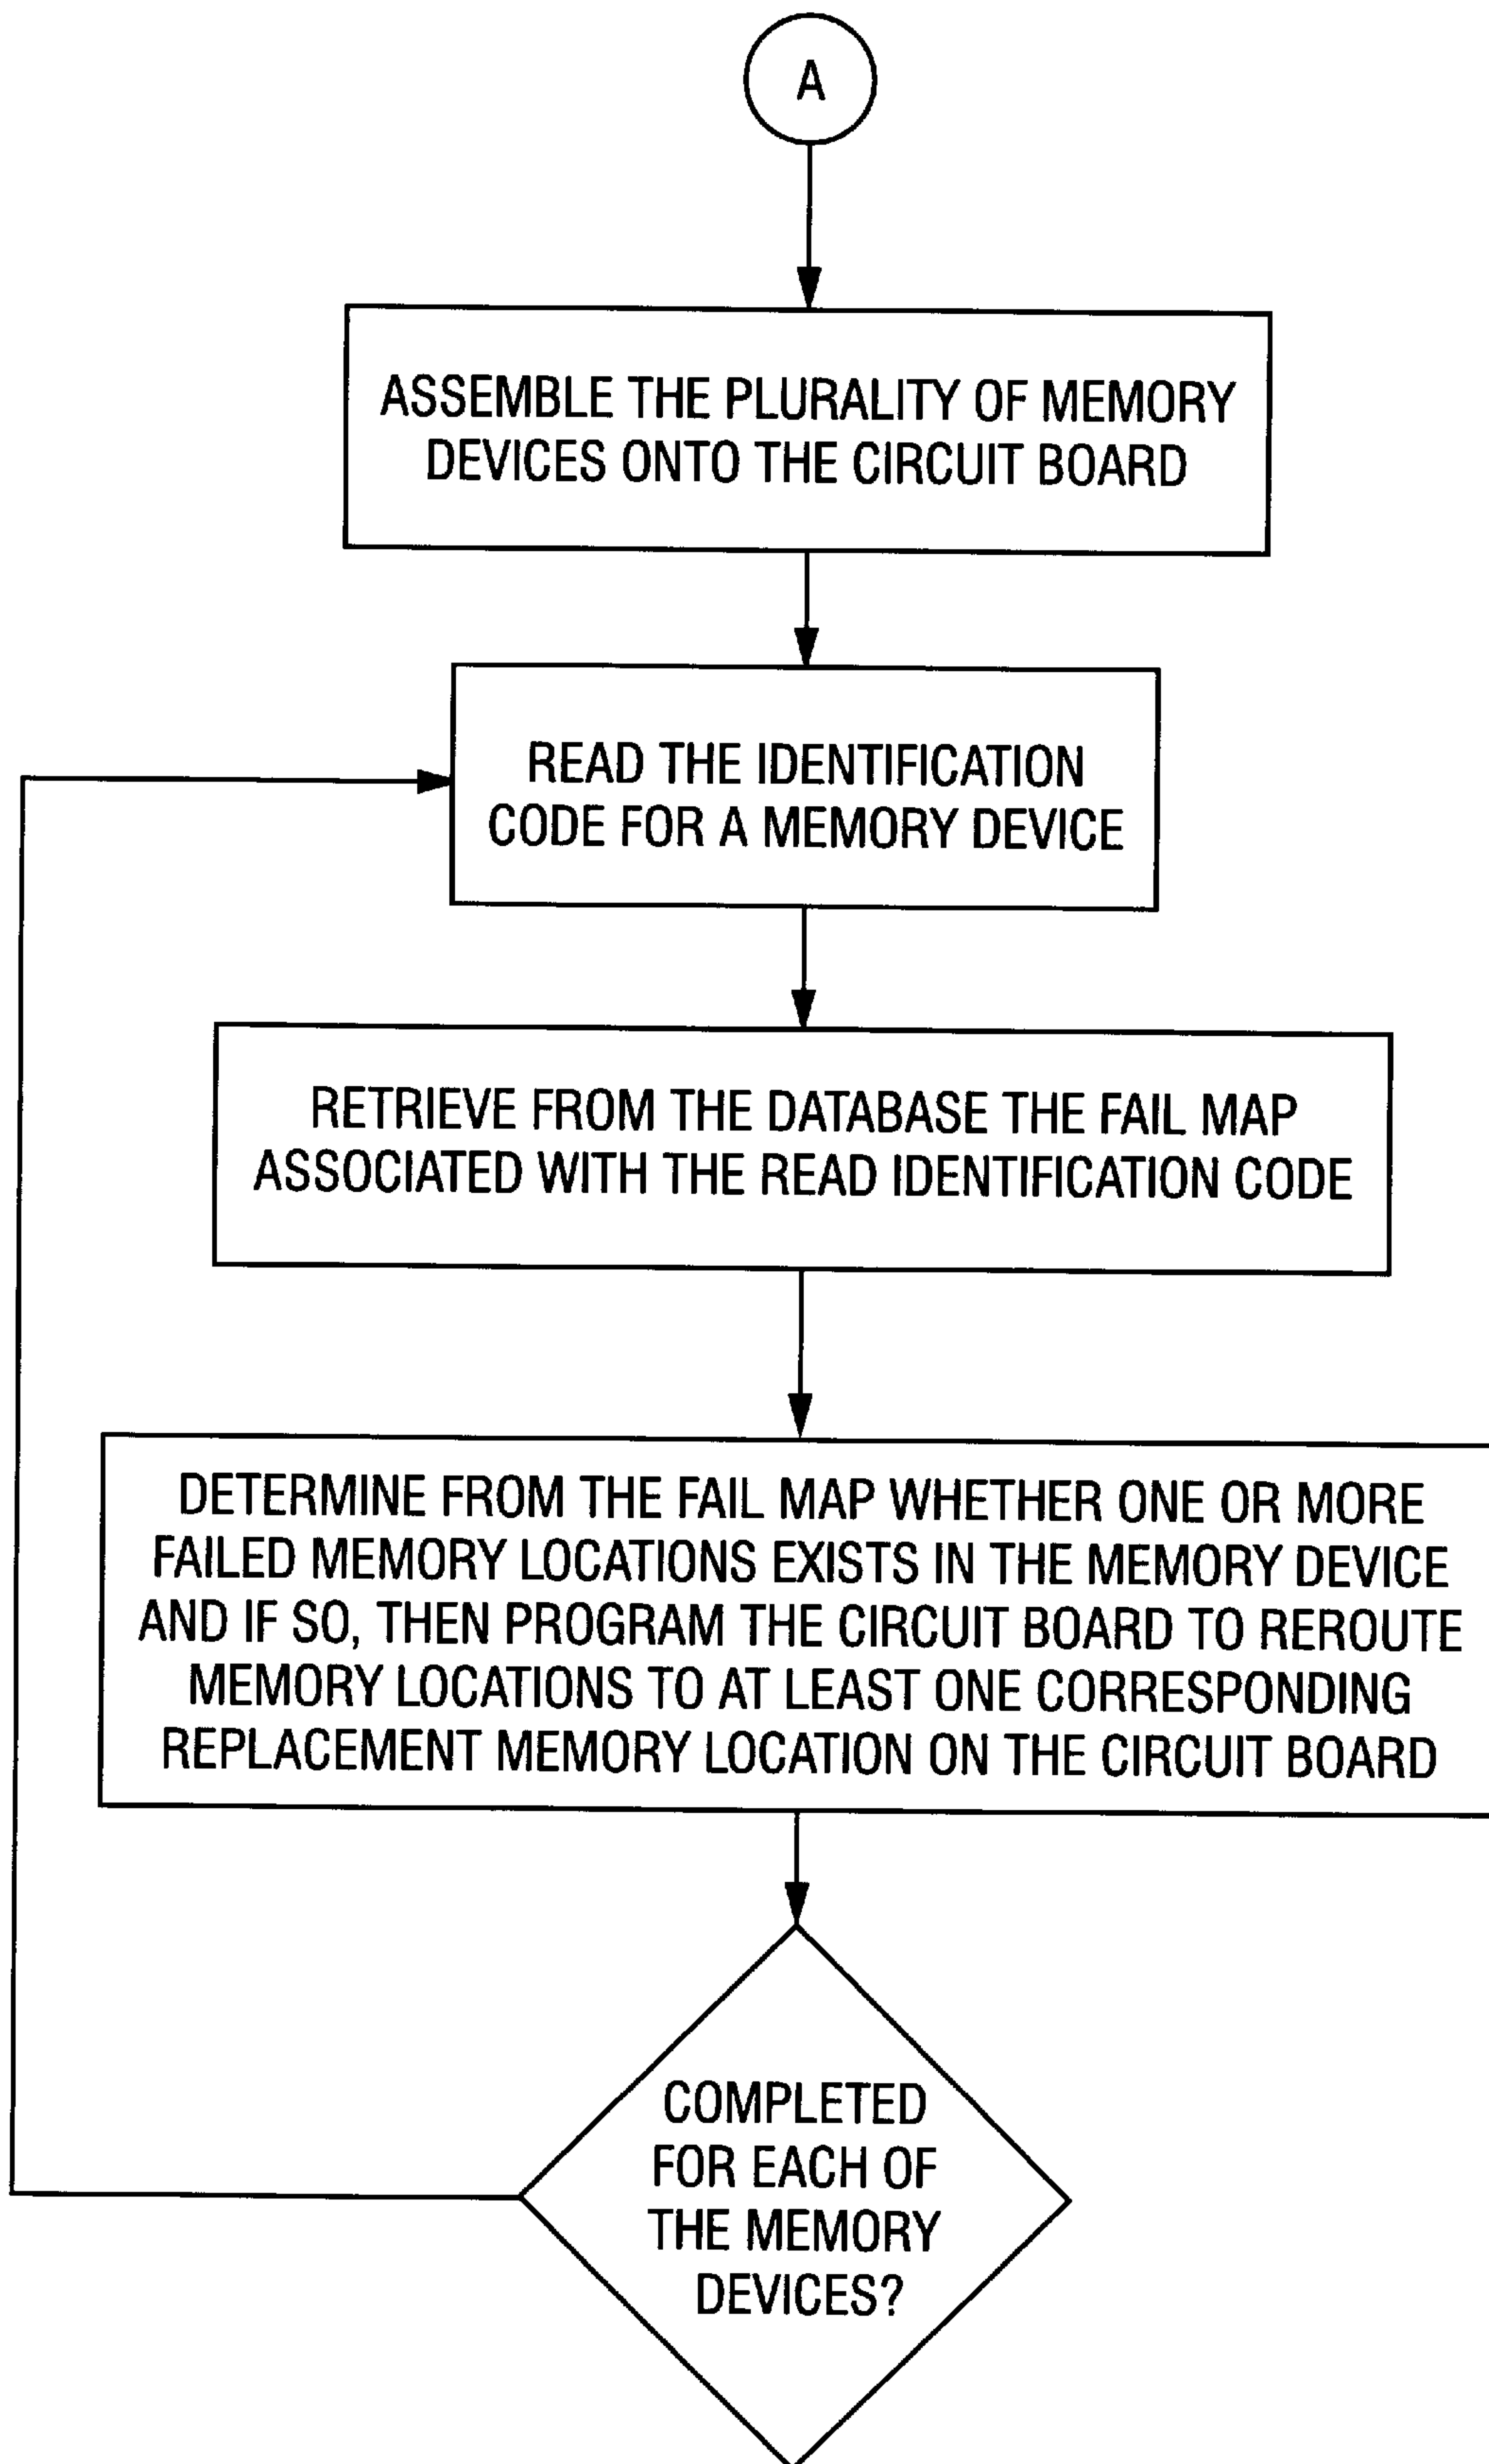 A
ASSEMBLE THE PLURALITY OF MEMORY
DEVICES ONTO THE CIRCUIT BOARD
READ THE IDENTIFICATION
CODE FOR A MEMORY DEVICE
RETRIEVE FROM THE DATABASE THE FAIL MAP
ASSOCIATED WITH THE READ IDENTIFICATION CODE
DETERMINE FROM THE FAIL MAP WHETHER ONE OR MORE
FAILED MEMORY LOCATIONS EXISTS IN THE MEMORY DEVICE
AND IF SO, THEN PROGRAM THE CIRCUIT BOARD TO REROUTE
MEMORY LOCATIONS TO AT LEAST ONE CORRESPONDING
REPLACEMENT MEMORY LOCATION ON THE CIRCUIT BOARD
COMPLETED
FOR EACH OF
THE MEMORY
DEVICES?